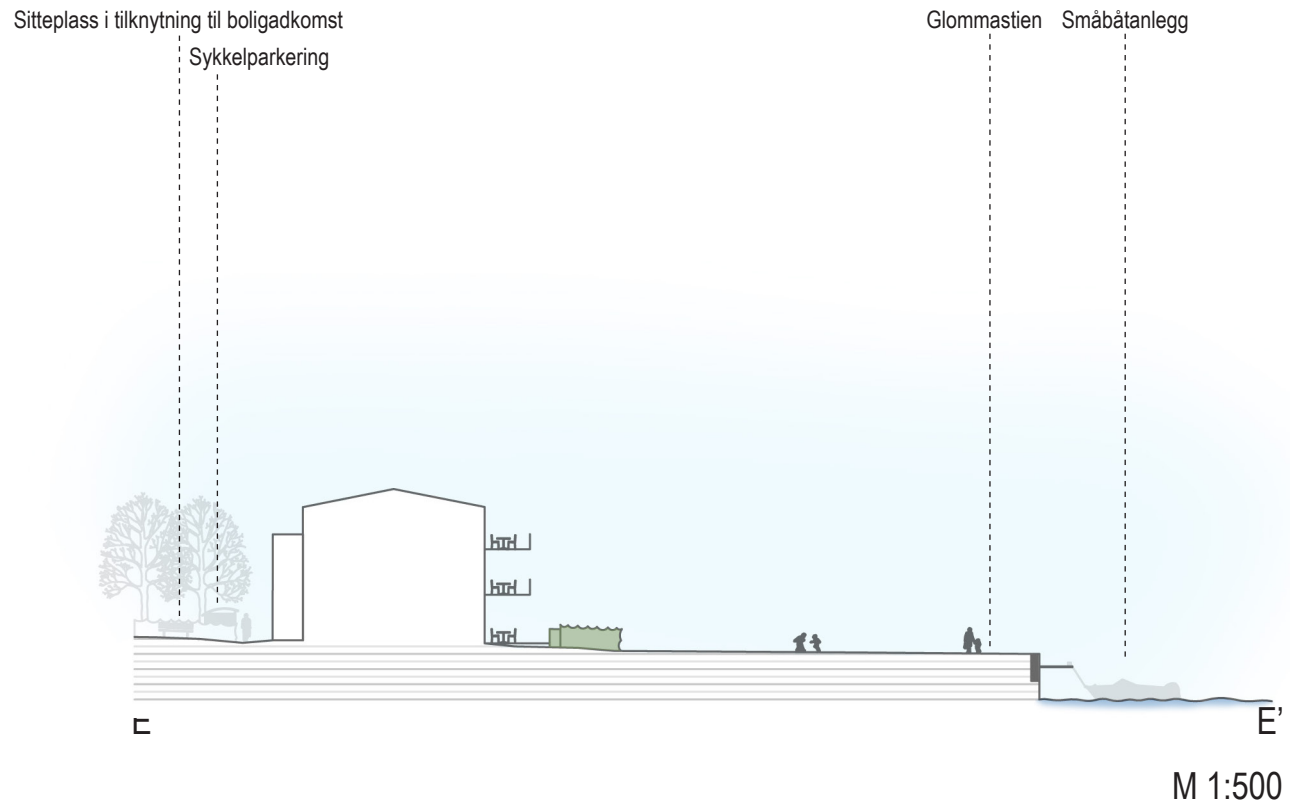 Sitteplass i tilknytning til boligadkomst
Sykkelparkering
Glommastien
Småbåtanlegg
E
E’
M 1:500